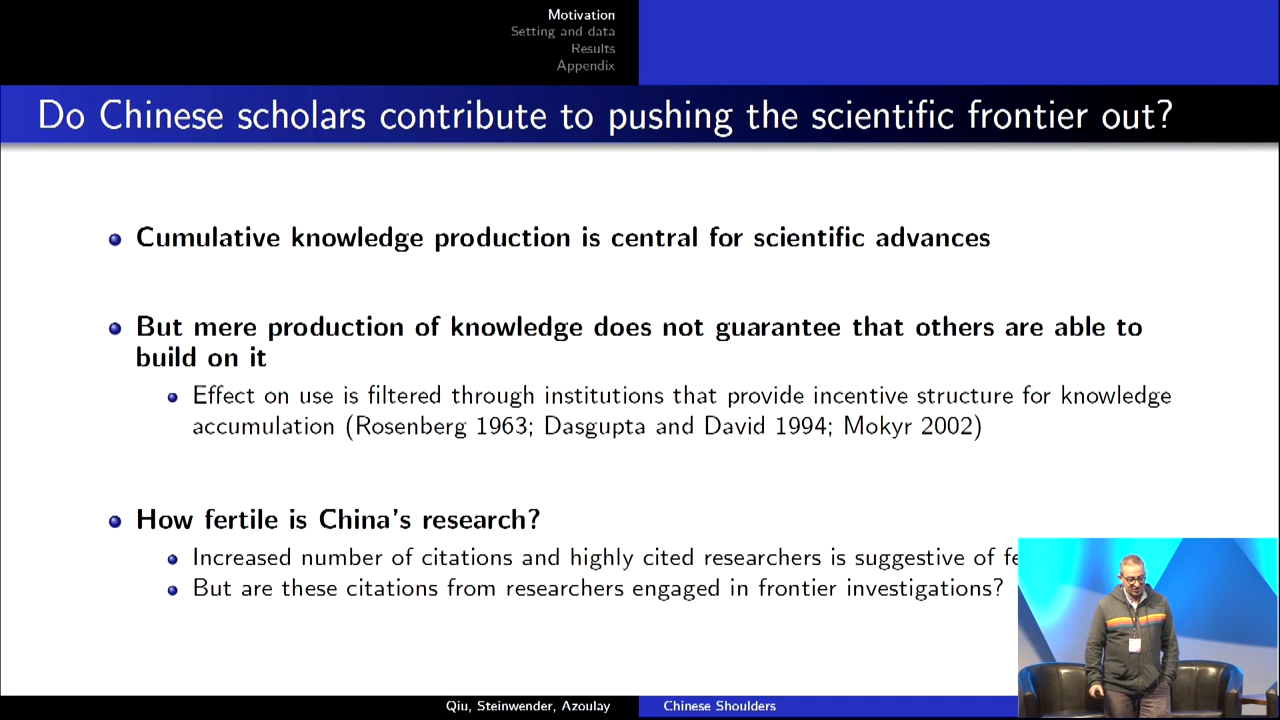 Motivation
Setting and data
Results
Appendix
Do Chinese scholars contribute to pushing the scientific frontier out?
Cumulative knowledge production is central for scientific advances
But mere production of knowledge does not guarantee that others are able to
build on it
Effect on use is filtered through institutions that provide incentive structure for knowledge
accumulation (Rosenberg 1963; Dasgupta and David 1994; Mokyr 2002)
How fertile is China's research?
Increased number of citations and highly cited researchers is suggestive of
But are these citations from researchers engaged in frontier investigations?
Qiu, Steinwender, Azoulay
Chinese Shoulders